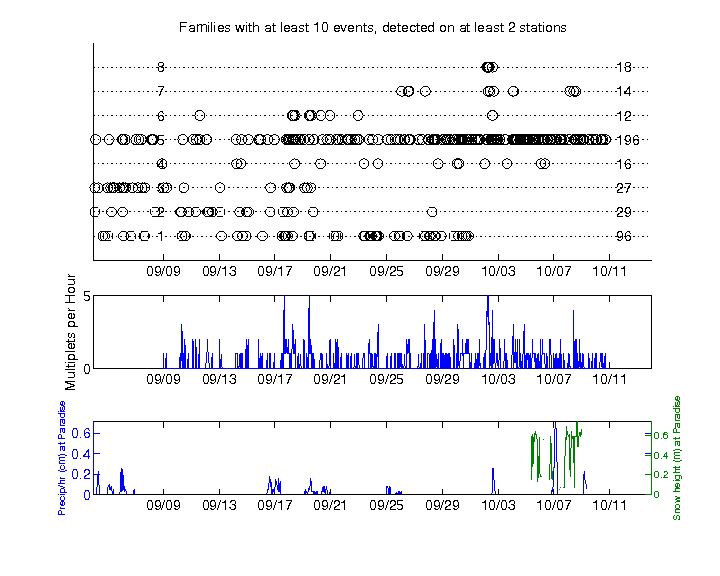 Families with at least 10 events, detected on at least 2 stations
8 18
7 14
6 12
5 196
4 16
3 27
2 29
1 96
09/09 09/13 09/17 09/21 09/25 09/29 10/03 10/07 10/11
Multiplets per Hour
5
0
09/09 09/13 09/17 09/21 09/25 09/29 10/03 10/07 10/11
Precip/hr (cm) at Paradise
0.6
0.4
0.2
0
Snow height (m) at Paradise
0.6
0.4
0.2
0
09/09 09/13 09/17 09/21 09/25 09/29 10/03 10/07 10/11